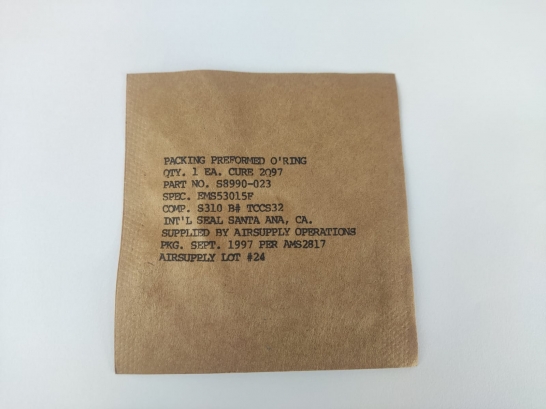 PACKING PREFORMED O'RING
QTY. 1 EA. CURE 2Q97
PART NO. S8990-023
SPEC. EMS53015F
COMP. S310 B# TCCS32
INT'L SEAL SANTA ANA, CA.
SUPPLIED BY AIRSUPPLY OPERATIONS
PKG. SEPT. 1997 PER AMS2817
AIRSUPPLY LOT #24